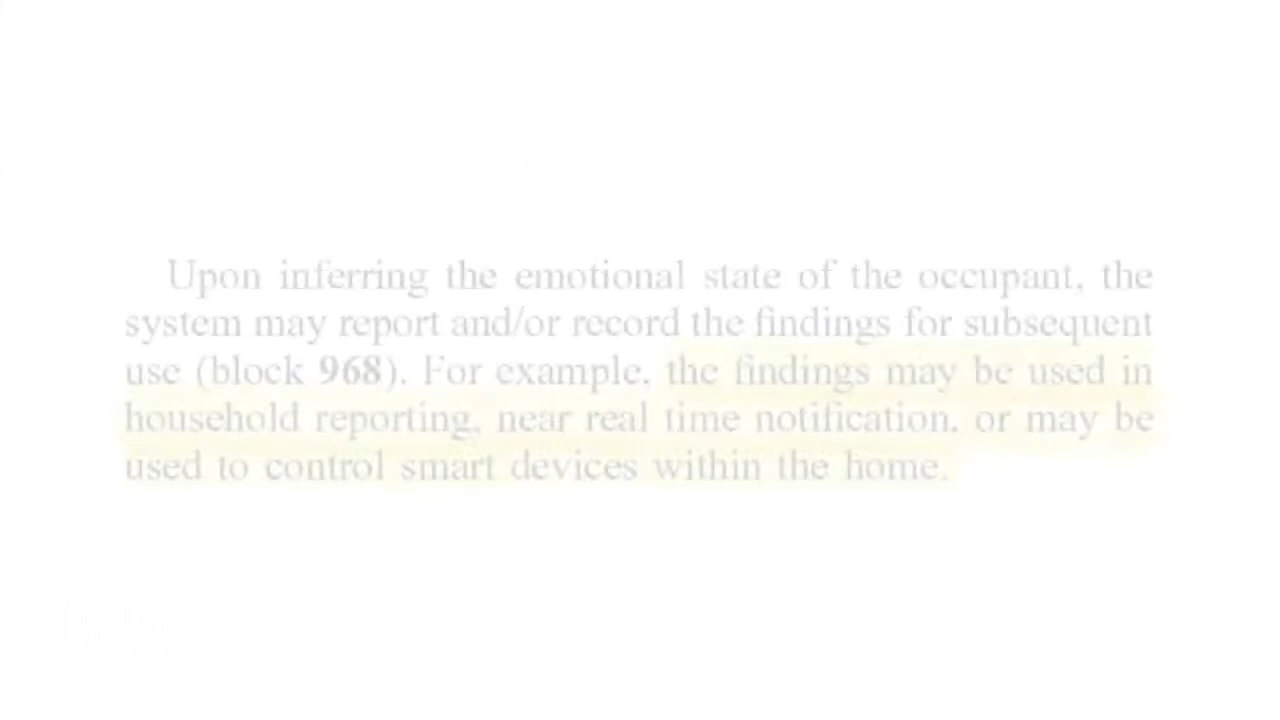 Upon inferring the emotional state of the occupant, the
system may report and/or record the findings for subsequent
use (block 968). For example, the findings may be used in
household reporting, near real time notification, or may be
used to control smart devices within the home.